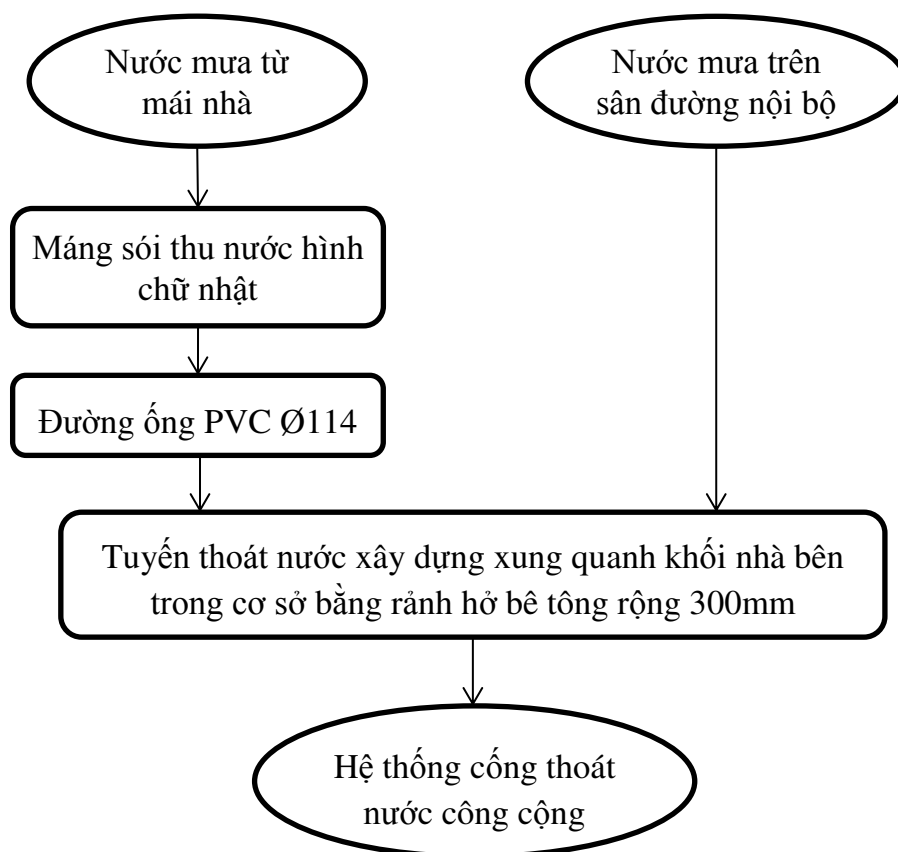 Nước mưa từ
mái nhà
Nước mưa trên
sân đường nội bộ
Máng sói thu nước hình
chữ nhật
Đường ống PVC Ø114
Tuyến thoát nước xây dựng xung quanh khối nhà bên
trong cơ sở bằng rảnh hở bê tông rộng 300mm
Hệ thống cống thoát
nước công cộng